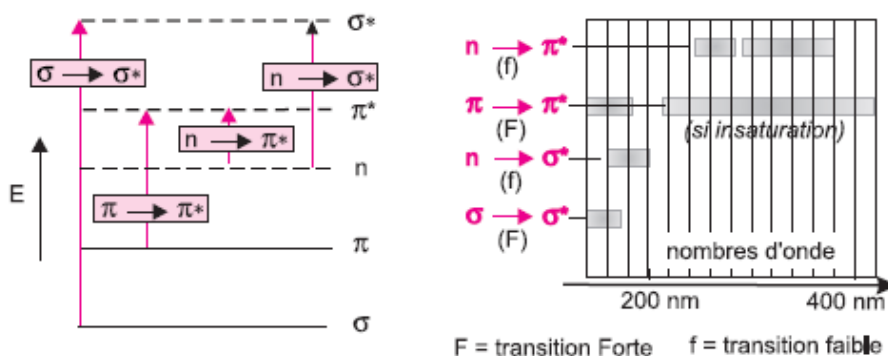 σ*
σ → σ*
n → σ*
π*
n → π*
n
E
π → π*
π
σ
n → π*
(f)
π → π*
(F)
(si insaturation)
n → σ*
(f)
σ → σ*
(F)
nombres d'onde
200 nm
400 nm
F = transition Forte f = transition faible